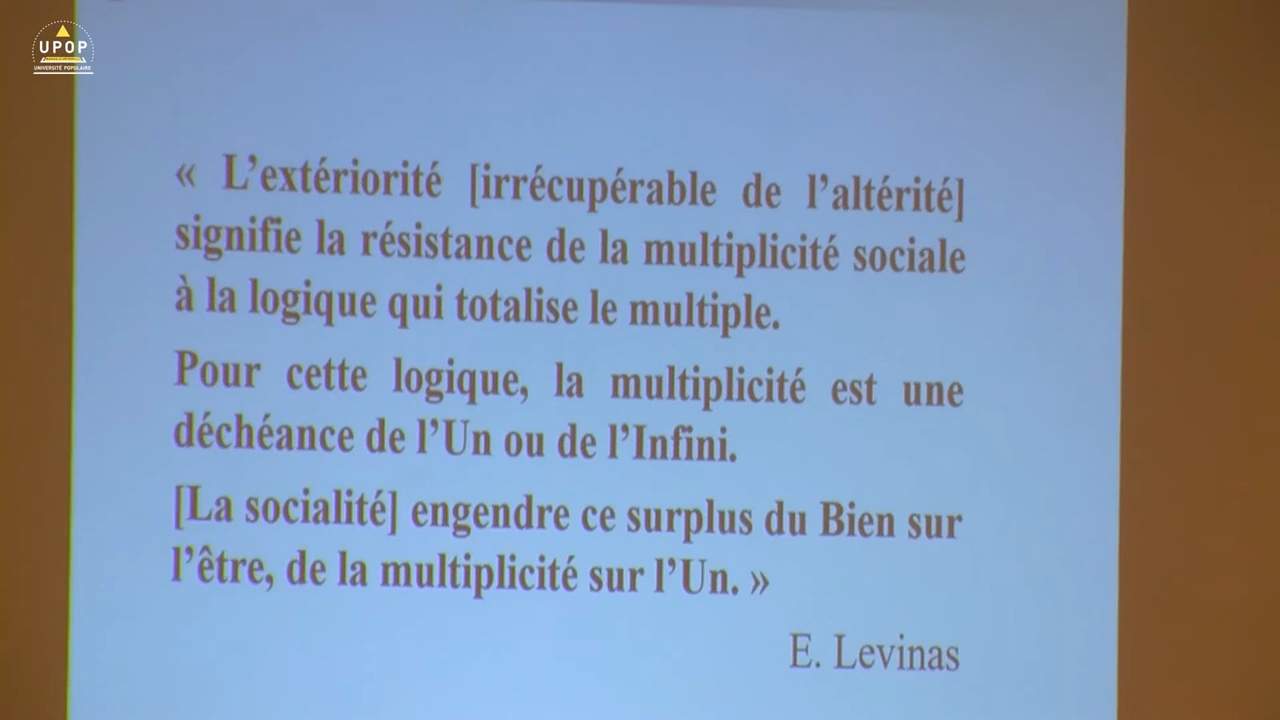 UPOP
UNIVERSITÉ POPULAIRE
« L’extériorité [irrécupérable de l’altérité]
signifie la résistance de la multiplicité sociale
à la logique qui totalise le multiple.
Pour cette logique, la multiplicité est une
déchéance de l’Un ou de l’Infini.
[La socialité] engendre ce surplus du Bien sur
l’être, de la multiplicité sur l’Un. »
E. Levinas